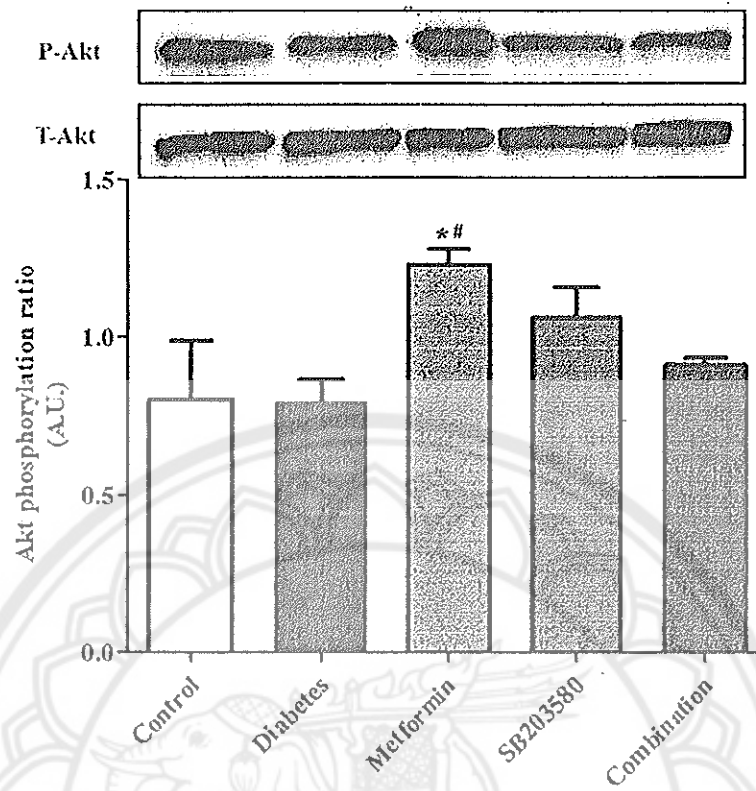 P-Akt
T-Akt
1.5
*#
1.0
0.5
0.0
Akt phosphorylation ratio
(A.U.)
Control
Diabetes
Metformin
SB203580
Combination